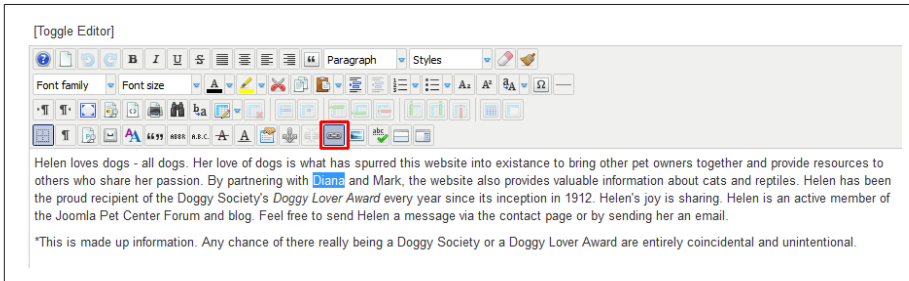 [Toggle Editor]
B I U S Paragraph Styles
Font family Font size A A₂ A² A Ω
¶ ¶ b a
¶ A 66 99 ABBR A.B.C. A A abc
Helen loves dogs - all dogs. Her love of dogs is what has spurred this website into existance to bring other pet owners together and provide resources to
others who share her passion. By partnering with Diana and Mark, the website also provides valuable information about cats and reptiles. Helen has been
the proud recipient of the Doggy Society's Doggy Lover Award every year since its inception in 1912. Helen's joy is sharing. Helen is an active member of
the Joomla Pet Center Forum and blog. Feel free to send Helen a message via the contact page or by sending her an email.
*This is made up information. Any chance of there really being a Doggy Society or a Doggy Lover Award are entirely coincidental and unintentional.